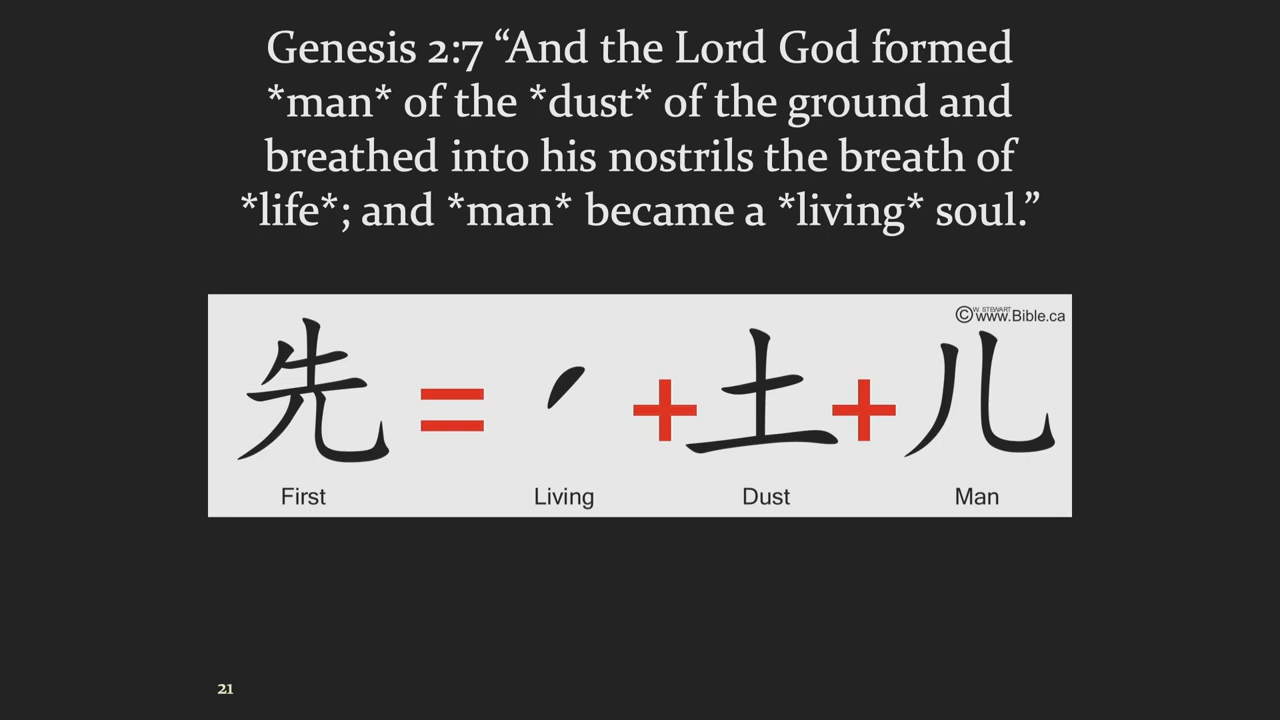 Genesis 2:7 “And the Lord God formed
*man* of the *dust* of the ground and
breathed into his nostrils the breath of
*life*; and *man* became a *living* soul.”
© W. STEWART www.Bible.ca
先 = ㇒ + 土 + 儿
First Living Dust Man
21